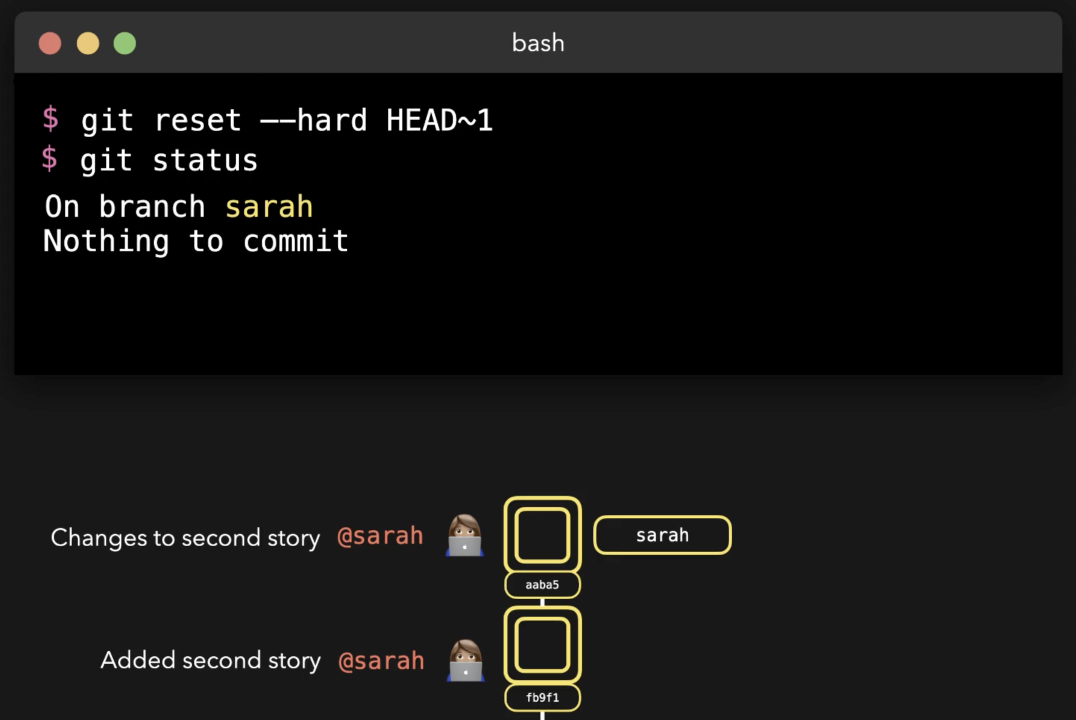 bash
$ git reset --hard HEAD~1
$ git status
On branch sarah
Nothing to commit
Changes to second story @sarah sarah
aaba5
Added second story @sarah
fb9f1